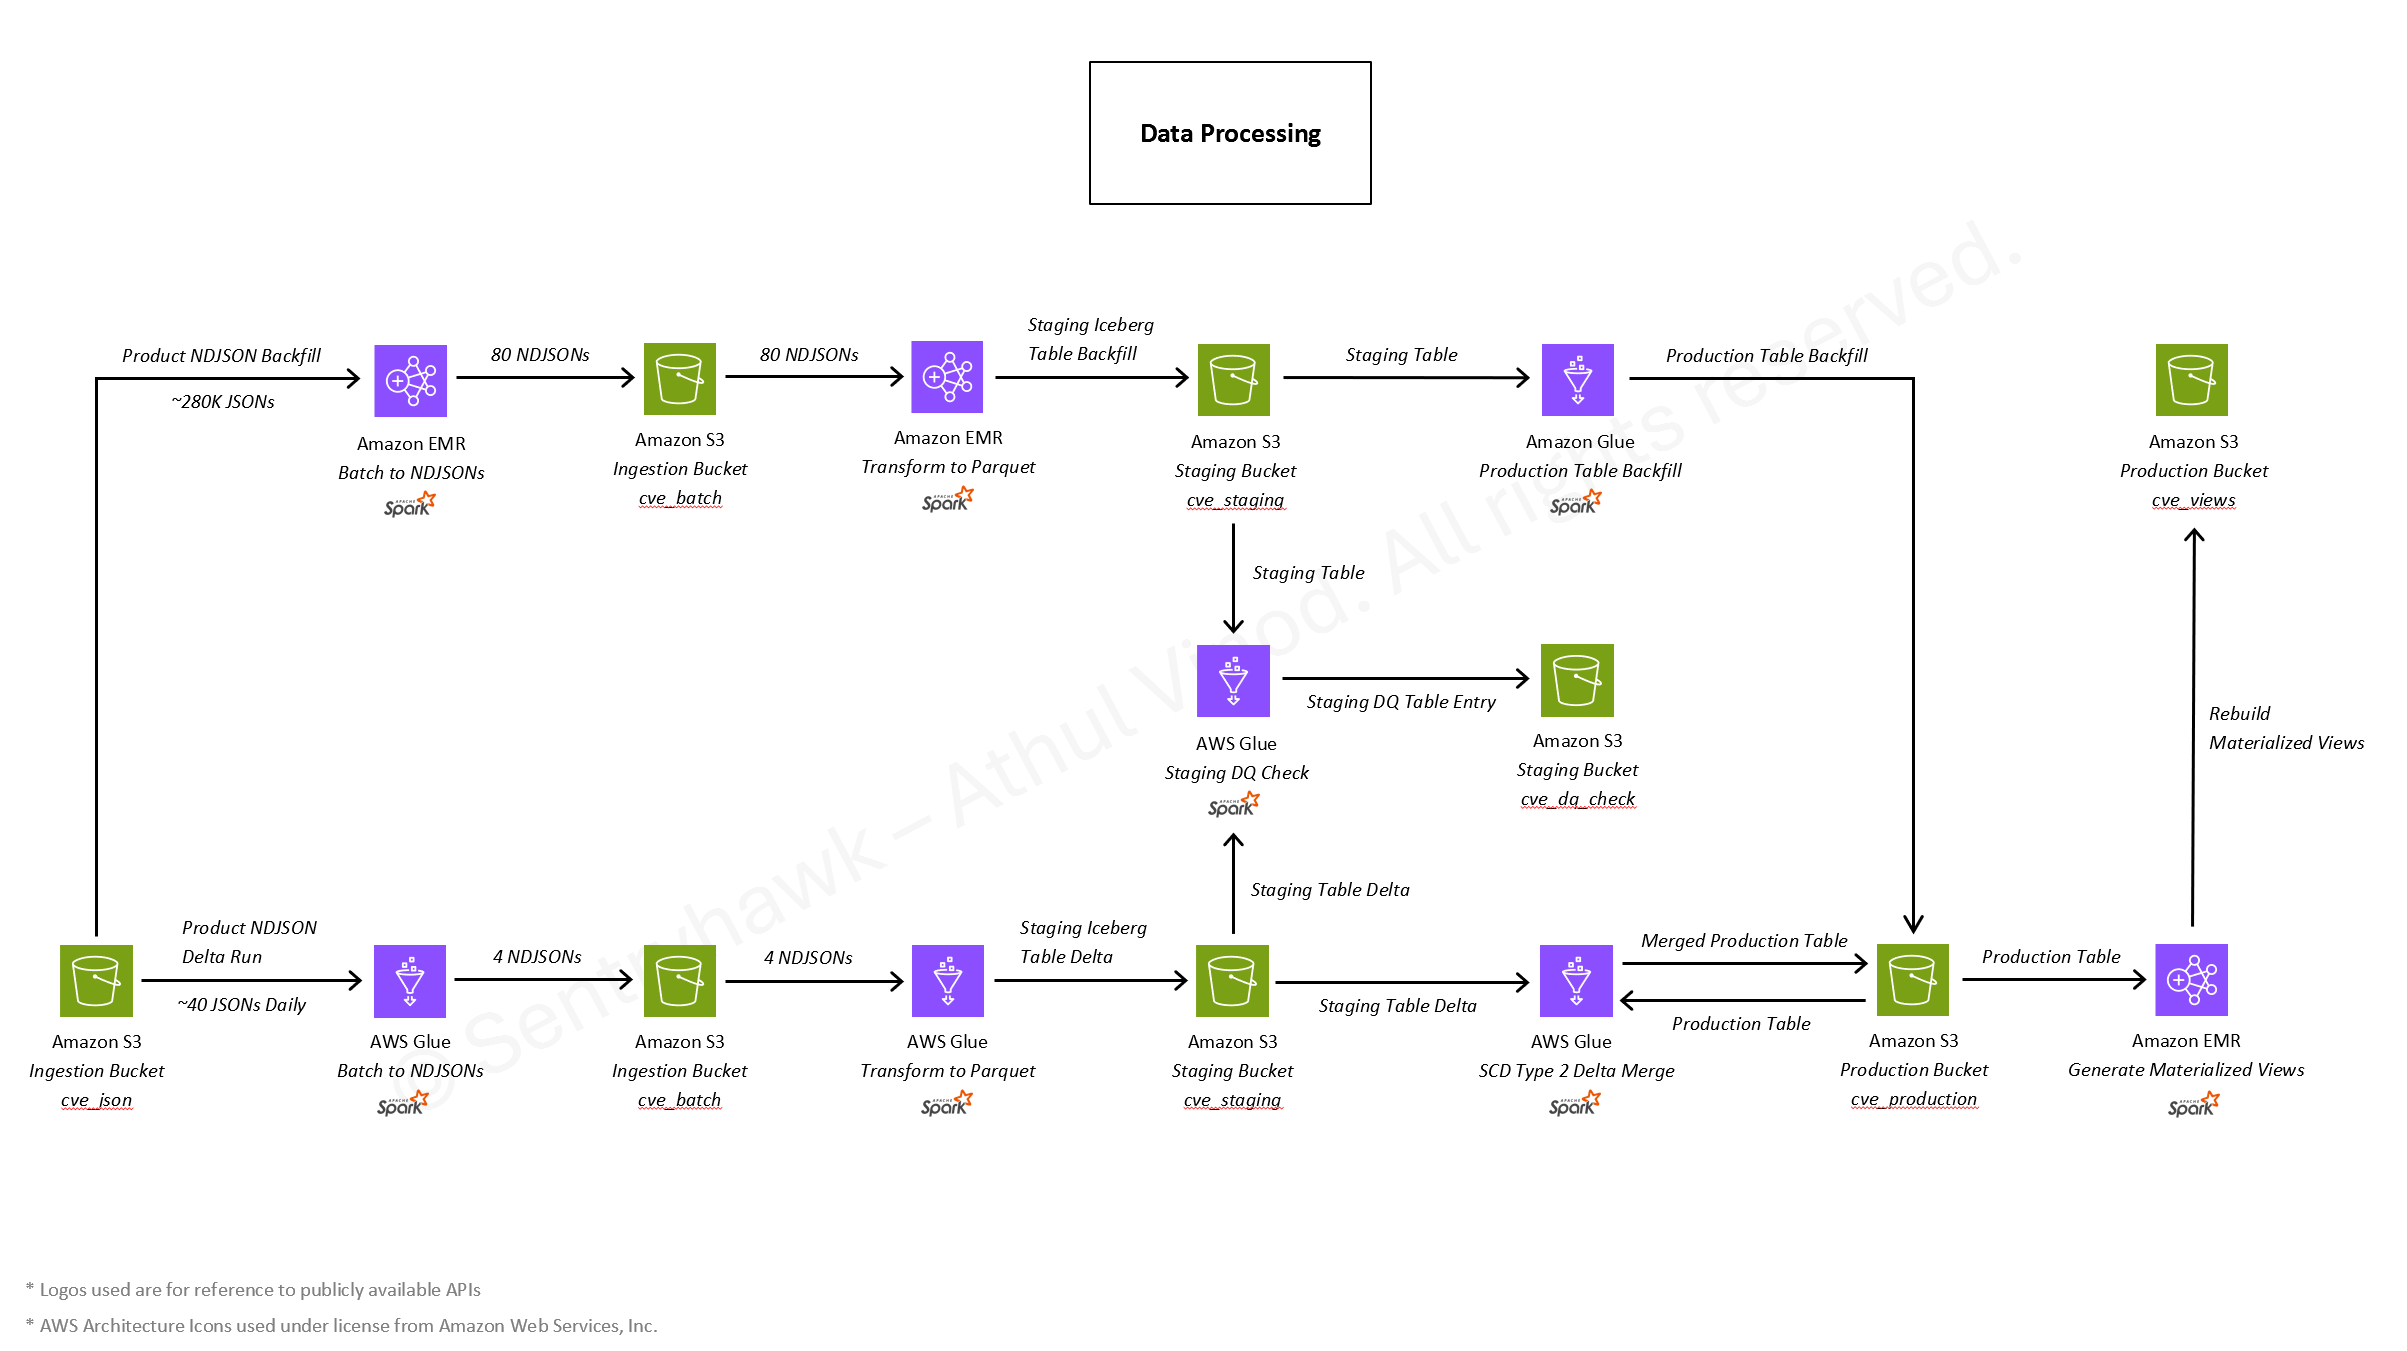 Data Processing
Product NDJSON Backfill
~280K JSONs
Amazon EMR
Batch to NDJSONs
APACHE
Spark
80 NDJSONs
Amazon S3
Ingestion Bucket
cve_batch
80 NDJSONs
Amazon EMR
Transform to Parquet
APACHE
Spark
Staging Iceberg
Table Backfill
Amazon S3
Staging Bucket
cve_staging
Staging Table
Amazon Glue
Production Table Backfill
APACHE
Spark
Production Table Backfill
Amazon S3
Production Bucket
cve_views
Staging Table
AWS Glue
Staging DQ Check
APACHE
Spark
Staging DQ Table Entry
Amazon S3
Staging Bucket
cve_dq_check
Rebuild
Materialized Views
Staging Table Delta
Amazon S3
Ingestion Bucket
cve_json
Product NDJSON
Delta Run
~40 JSONs Daily
AWS Glue
Batch to NDJSONs
APACHE
Spark
4 NDJSONs
Amazon S3
Ingestion Bucket
cve_batch
4 NDJSONs
AWS Glue
Transform to Parquet
APACHE
Spark
Staging Iceberg
Table Delta
Amazon S3
Staging Bucket
cve_staging
Staging Table Delta
AWS Glue
SCD Type 2 Delta Merge
APACHE
Spark
Merged Production Table
Production Table
Amazon S3
Production Bucket
cve_production
Production Table
Amazon EMR
Generate Materialized Views
APACHE
Spark
© Sentryhawk – Athul Vinod. All rights reserved.
* Logos used are for reference to publicly available APIs
* AWS Architecture Icons used under license from Amazon Web Services, Inc.